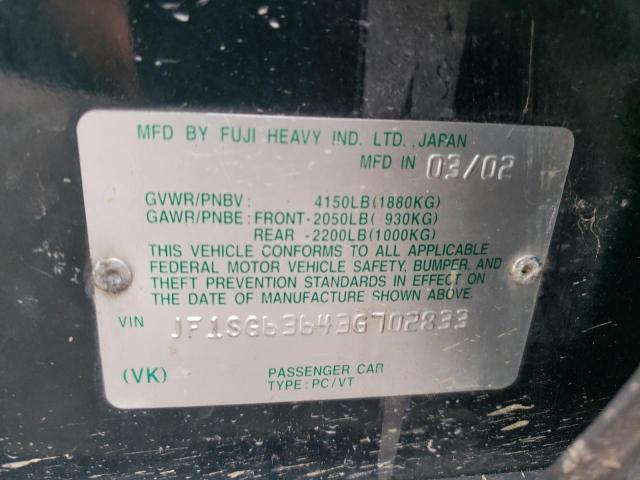 MFD BY FUJI HEAVY IND. LTD., JAPAN
MFD IN 03/02
GVWR/PNBV: 4150LB(1880KG)
GAWR/PNBE: FRONT-2050LB( 930KG)
REAR -2200LB(1000KG)
THIS VEHICLE CONFORMS TO ALL APPLICABLE
FEDERAL MOTOR VEHICLE SAFETY, BUMPER, AND
THEFT PREVENTION STANDARDS IN EFFECT ON
THE DATE OF MANUFACTURE SHOWN ABOVE.
VIN JF1SG63643G702833
(VK) PASSENGER CAR
TYPE: PC/VT